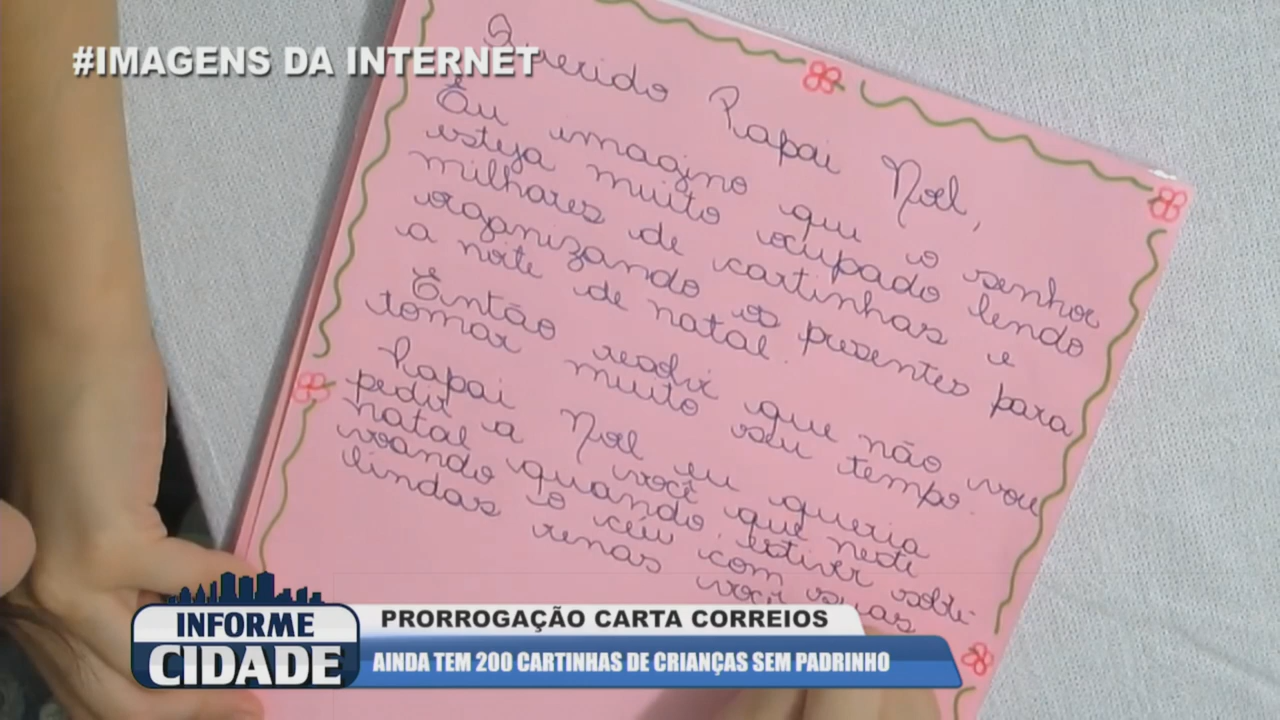 #IMAGENS DA INTERNET
Querido Papai Noel,
Eu imagino que o senhor
esteja muito ocupado lendo
milhares de cartinhas e
organizando os presentes para
a noite de natal.
Então resolvi que não vou
tomar muito seu tempo.
Papai Noel eu queria
pedir a você que neste
natal quando estiver sobre-
voando o céu com suas
lindas renas você
INFORME
CIDADE
PRORROGAÇÃO CARTA CORREIOS
AINDA TEM 200 CARTINHAS DE CRIANÇAS SEM PADRINHO